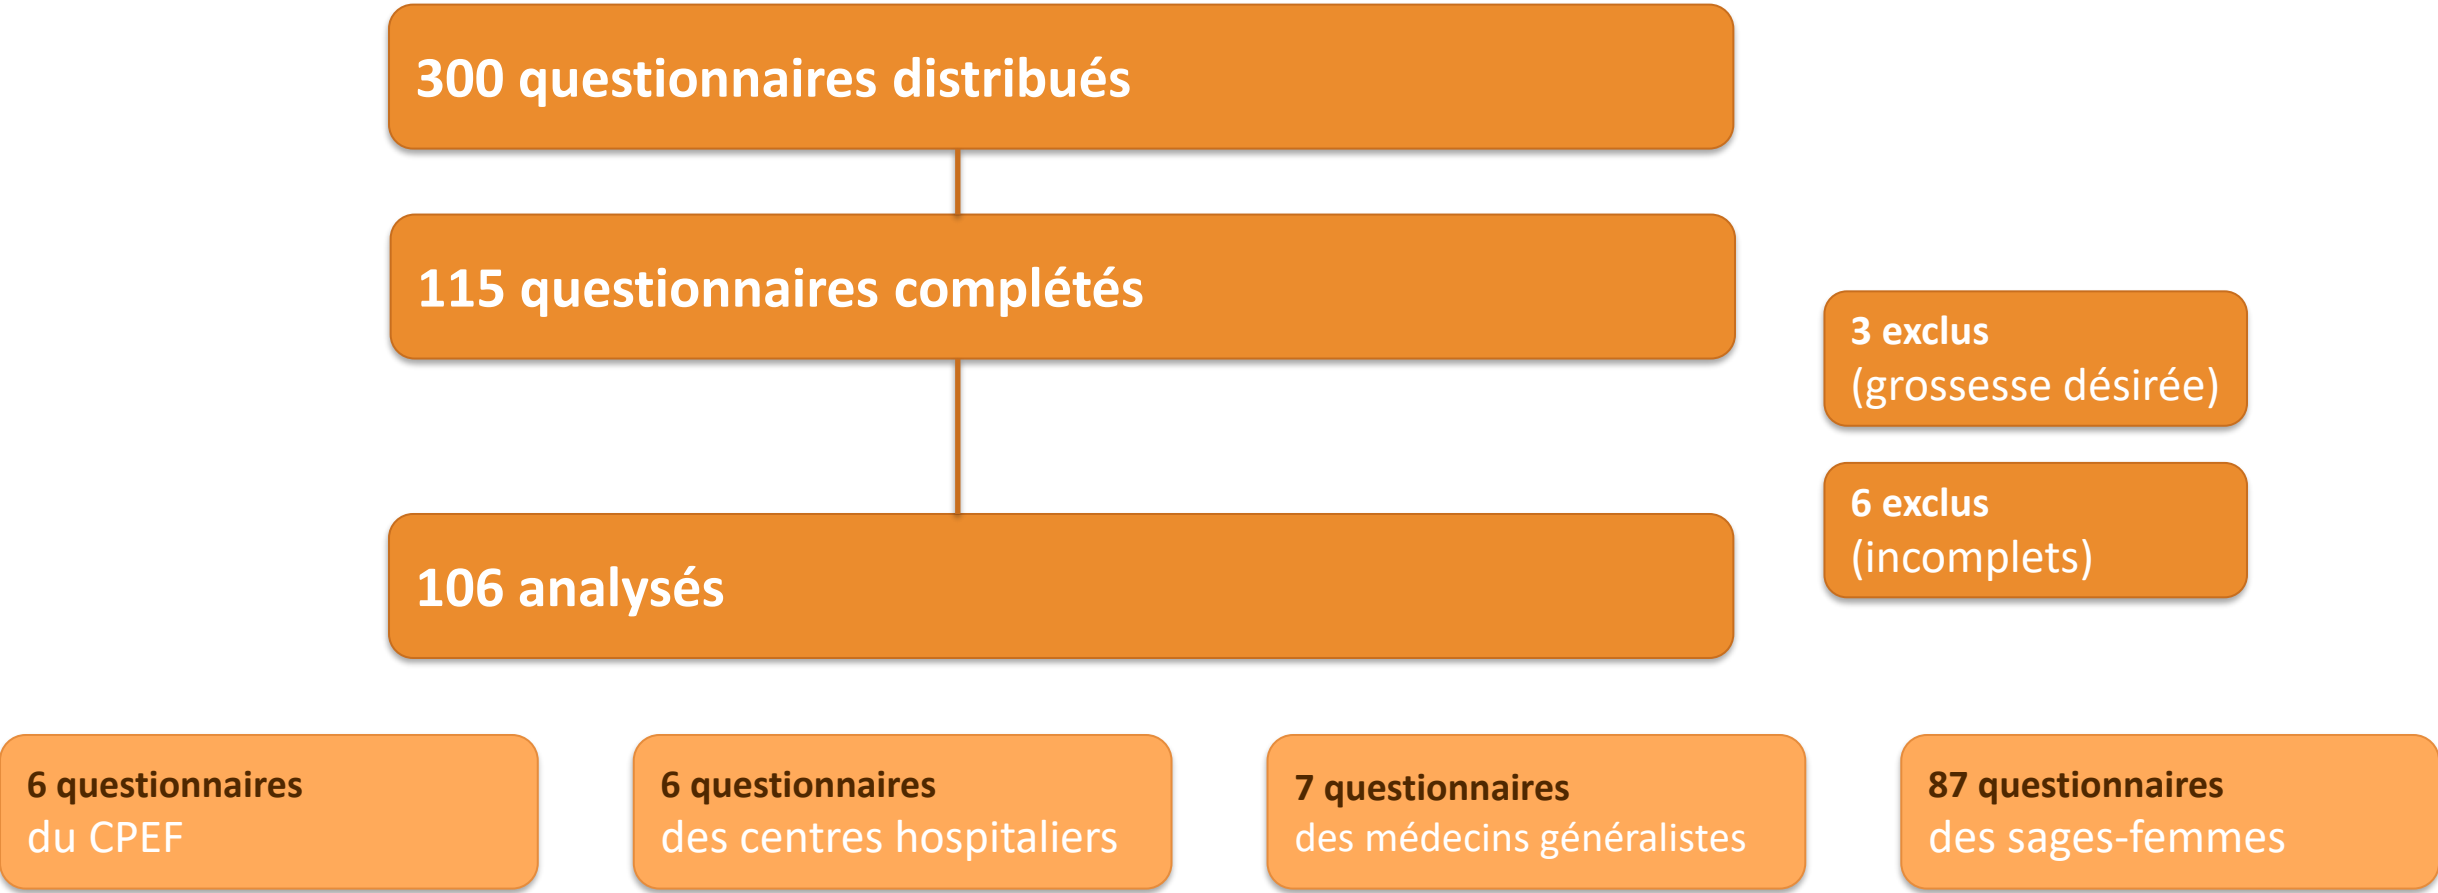 300 questionnaires distribués
115 questionnaires complétés
3 exclus
(grossesse désirée)
6 exclus
(incomplets)
106 analysés
6 questionnaires
du CPEF
6 questionnaires
des centres hospitaliers
7 questionnaires
des médecins généralistes
87 questionnaires
des sages-femmes